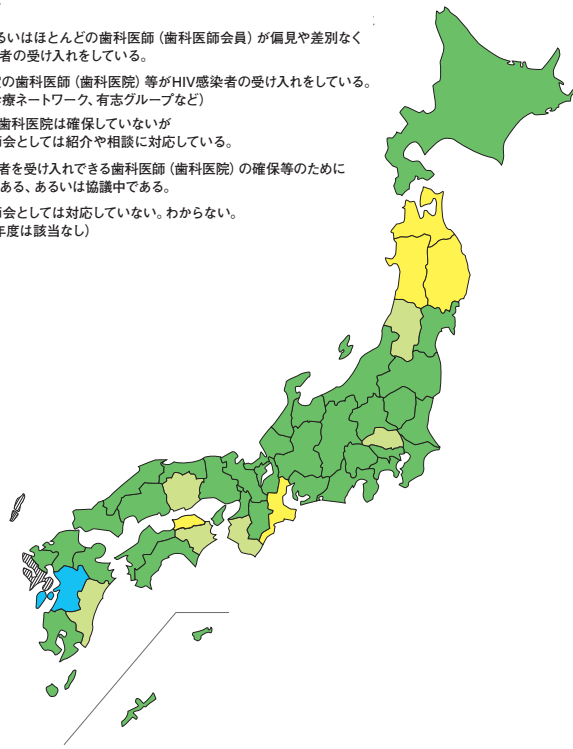 るいはほとんどの歯科医師（歯科医師会員）が偏見や差別なく
者の受け入れをしている。
の歯科医師（歯科医院）等がHIV感染者の受け入れをしている。
療ネットワーク、有志グループなど）
歯科医院は確保していないが
会としては紹介や相談に対応している。
者を受け入れできる歯科医師（歯科医院）の確保等のために
ある、あるいは協議中である。
会としては対応していない。わからない。
年度は該当なし）